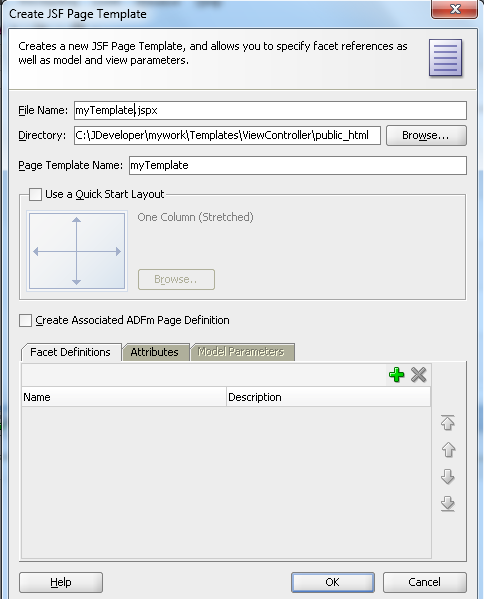 Create JSF Page Template
Creates a new JSF Page Template, and allows you to specify facet references as
well as model and view parameters.
File Name: myTemplate.jspx
Directory: C:\JDeveloper\mywork\Templates\ViewController\public_html Browse...
Page Template Name: myTemplate
Use a Quick Start Layout
One Column (Stretched)
Browse..
Create Associated ADFm Page Definition
Facet Definitions Attributes Model Parameters
Name Description
Help OK Cancel